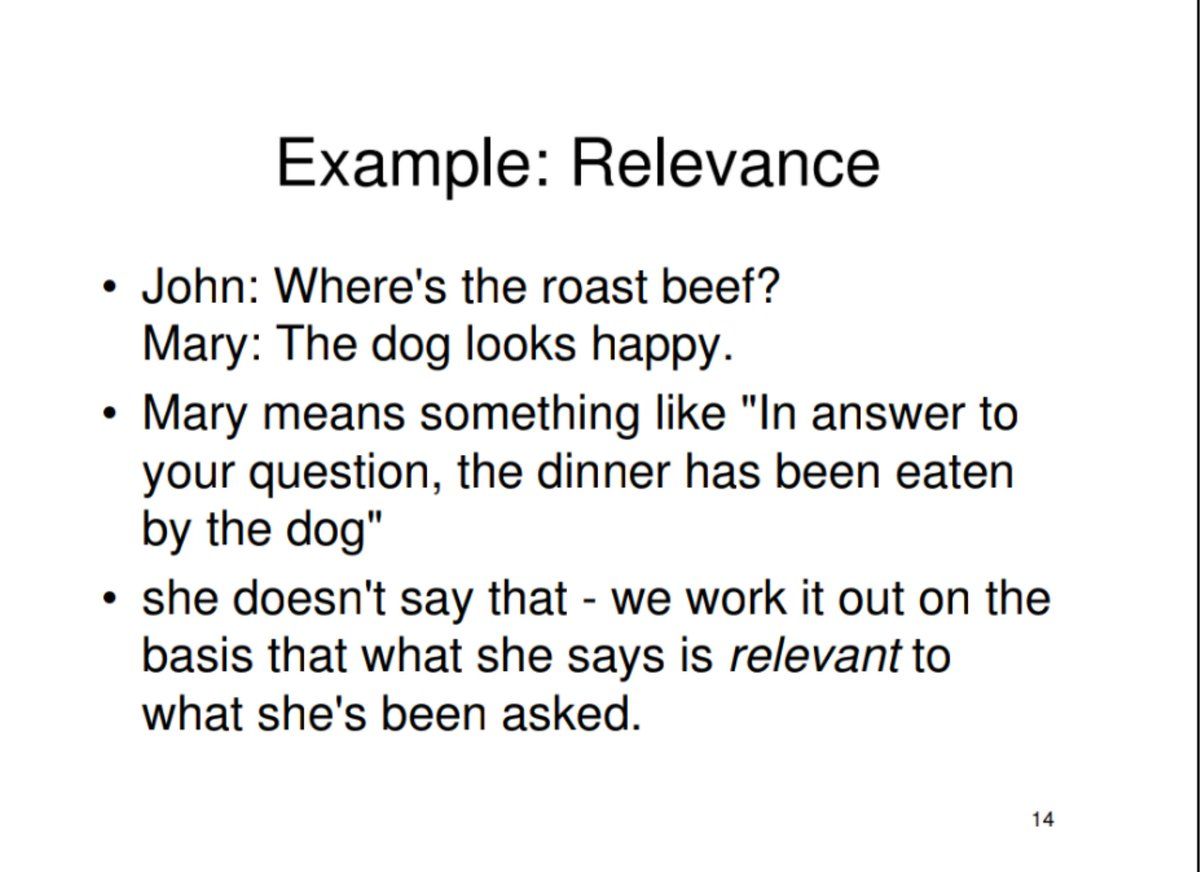 Example: Relevance
• John: Where's the roast beef?
Mary: The dog looks happy.
• Mary means something like "In answer to
your question, the dinner has been eaten
by the dog"
• she doesn't say that - we work it out on the
basis that what she says is relevant to
what she's been asked.
14